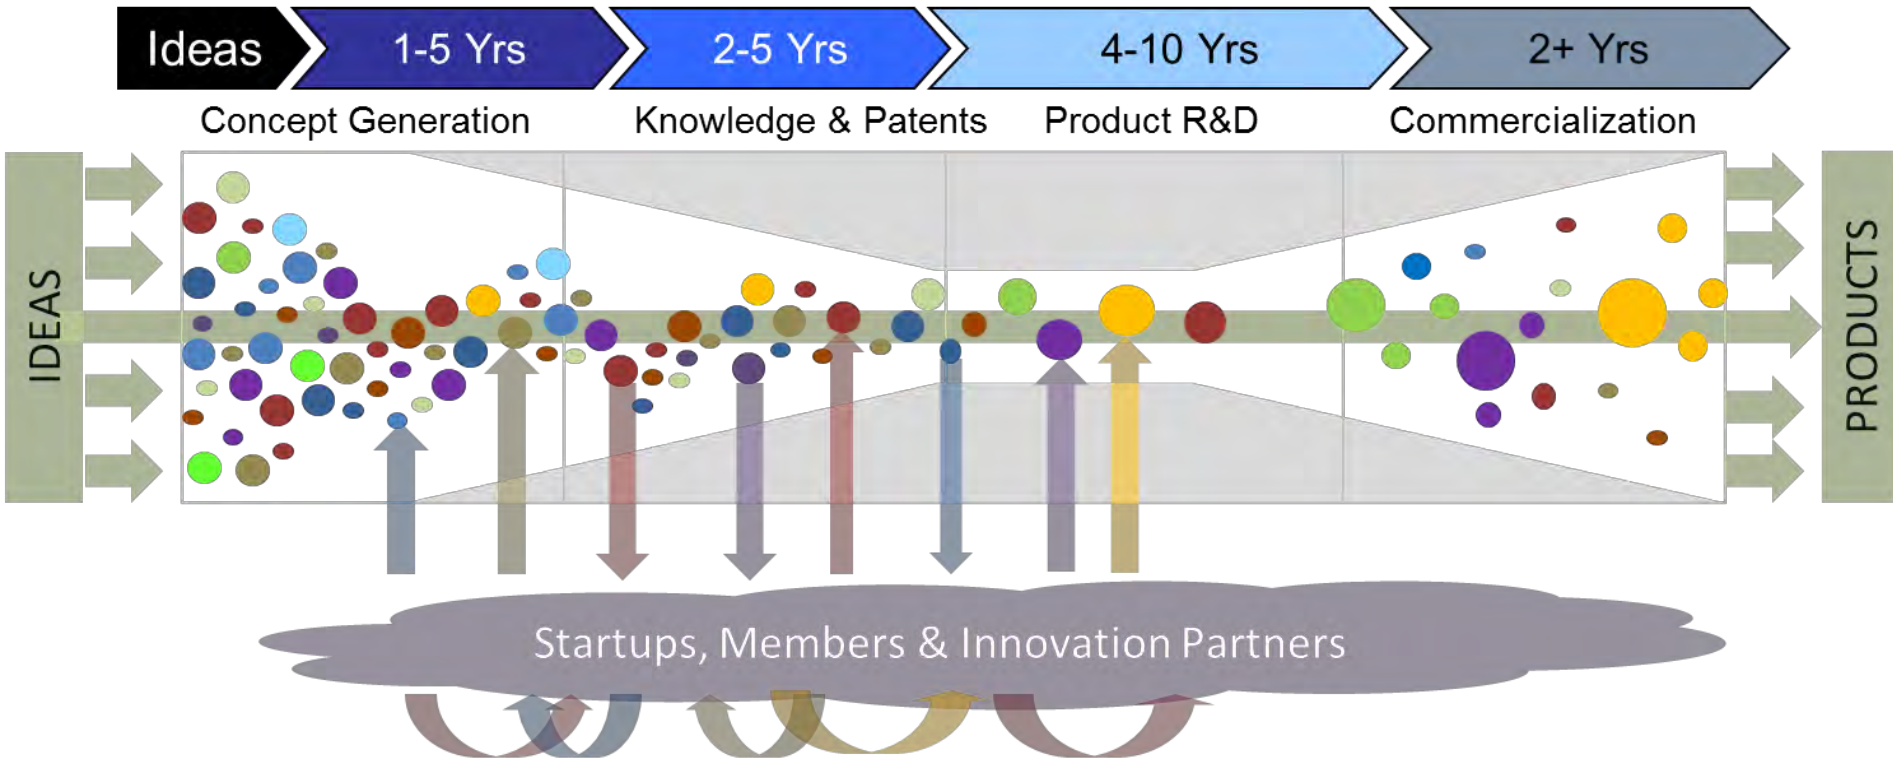 Ideas
1-5 Yrs
2-5 Yrs
4-10 Yrs
2+ Yrs
Concept Generation
Knowledge & Patents
Product R&D
Commercialization
IDEAS
PRODUCTS
Startups, Members & Innovation Partners